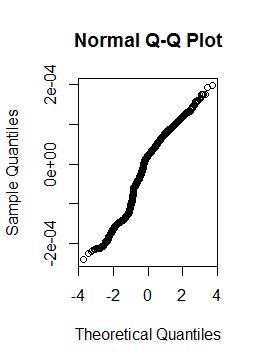 Normal Q-Q Plot
Sample Quantiles
2e-04
0e+00
-2e-04
-4 -2 0 2 4
Theoretical Quantiles